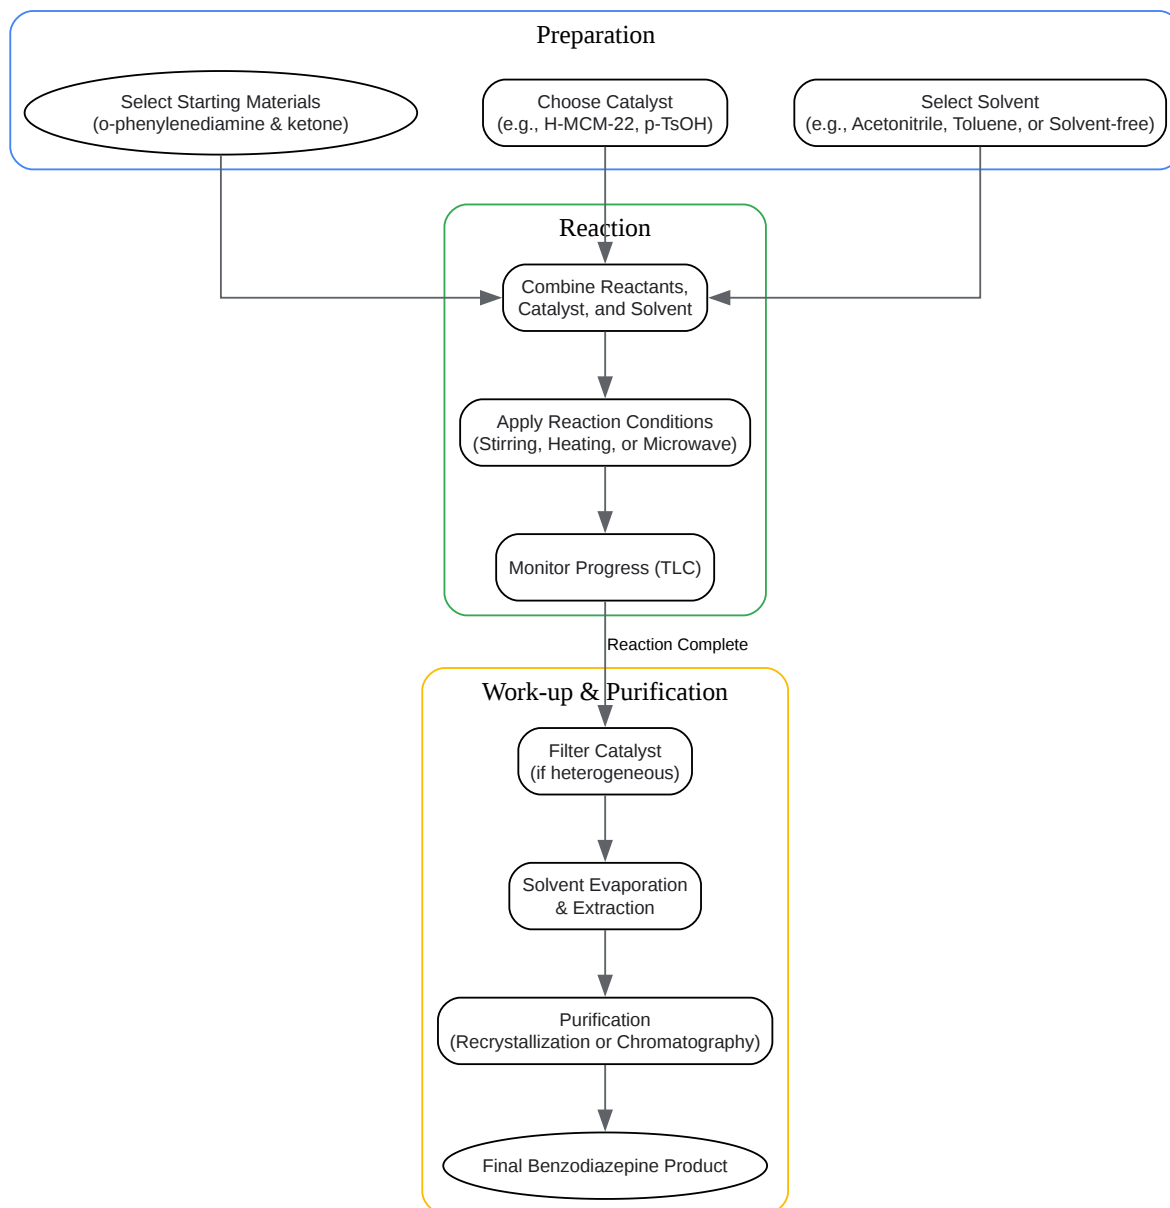 Preparation
Select Starting Materials
(o-phenylenediamine & ketone)
Choose Catalyst
(e.g., H-MCM-22, p-TsOH)
Select Solvent
(e.g., Acetonitrile, Toluene, or Solvent-free)
Reaction
Combine Reactants,
Catalyst, and Solvent
Apply Reaction Conditions
(Stirring, Heating, or Microwave)
Monitor Progress (TLC)
Reaction Complete
Work-up & Purification
Filter Catalyst
(if heterogeneous)
Solvent Evaporation
& Extraction
Purification
(Recrystallization or Chromatography)
Final Benzodiazepine Product